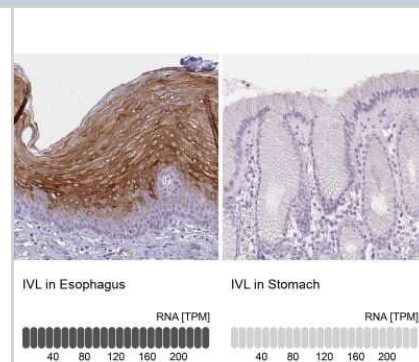 IVL in Esophagus
IVL in Stomach
RNA [TPM]
RNA [TPM]
40 80 120 160 200
40 80 120 160 200